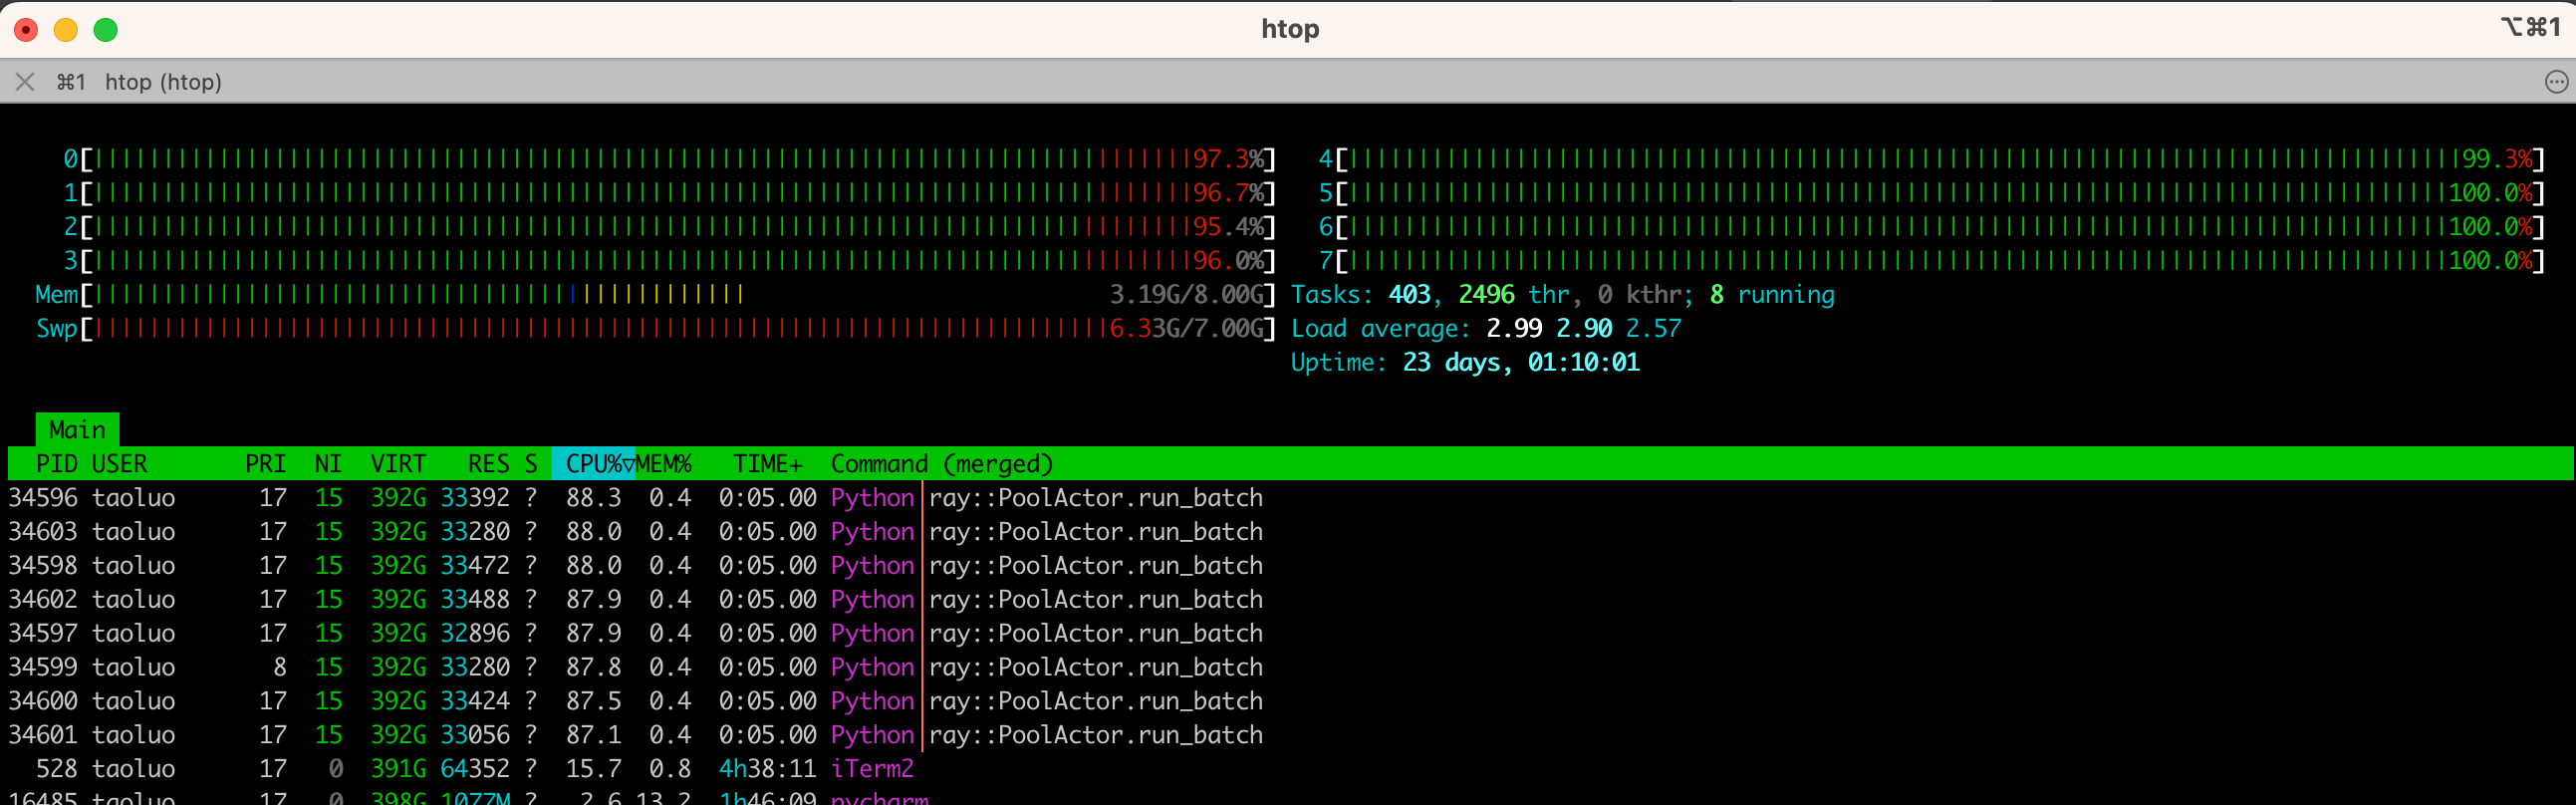 htop
⌥⌘1
⌘1 htop (htop)
0[97.3%] 4[99.3%]
1[96.7%] 5[100.0%]
2[95.4%] 6[100.0%]
3[96.0%] 7[100.0%]
Mem[3.19G/8.00G] Tasks: 403, 2496 thr, 0 kthr; 8 running
Swp[6.33G/7.00G] Load average: 2.99 2.90 2.57
Uptime: 23 days, 01:10:01
Main
PID USER PRI NI VIRT RES S CPU%▽MEM% TIME+ Command (merged)
34596 taoluo 17 15 392G 33392 ? 88.3 0.4 0:05.00 Python ray::PoolActor.run_batch
34603 taoluo 17 15 392G 33280 ? 88.0 0.4 0:05.00 Python ray::PoolActor.run_batch
34598 taoluo 17 15 392G 33472 ? 88.0 0.4 0:05.00 Python ray::PoolActor.run_batch
34602 taoluo 17 15 392G 33488 ? 87.9 0.4 0:05.00 Python ray::PoolActor.run_batch
34597 taoluo 17 15 392G 32896 ? 87.9 0.4 0:05.00 Python ray::PoolActor.run_batch
34599 taoluo 8 15 392G 33280 ? 87.8 0.4 0:05.00 Python ray::PoolActor.run_batch
34600 taoluo 17 15 392G 33424 ? 87.5 0.4 0:05.00 Python ray::PoolActor.run_batch
34601 taoluo 17 15 392G 33056 ? 87.1 0.4 0:05.00 Python ray::PoolActor.run_batch
528 taoluo 17 0 391G 64352 ? 15.7 0.8 4h38:11 iTerm2
16485 taoluo 17 0 398G 1077M ? 2.6 13.2 1h46:09 pycharm